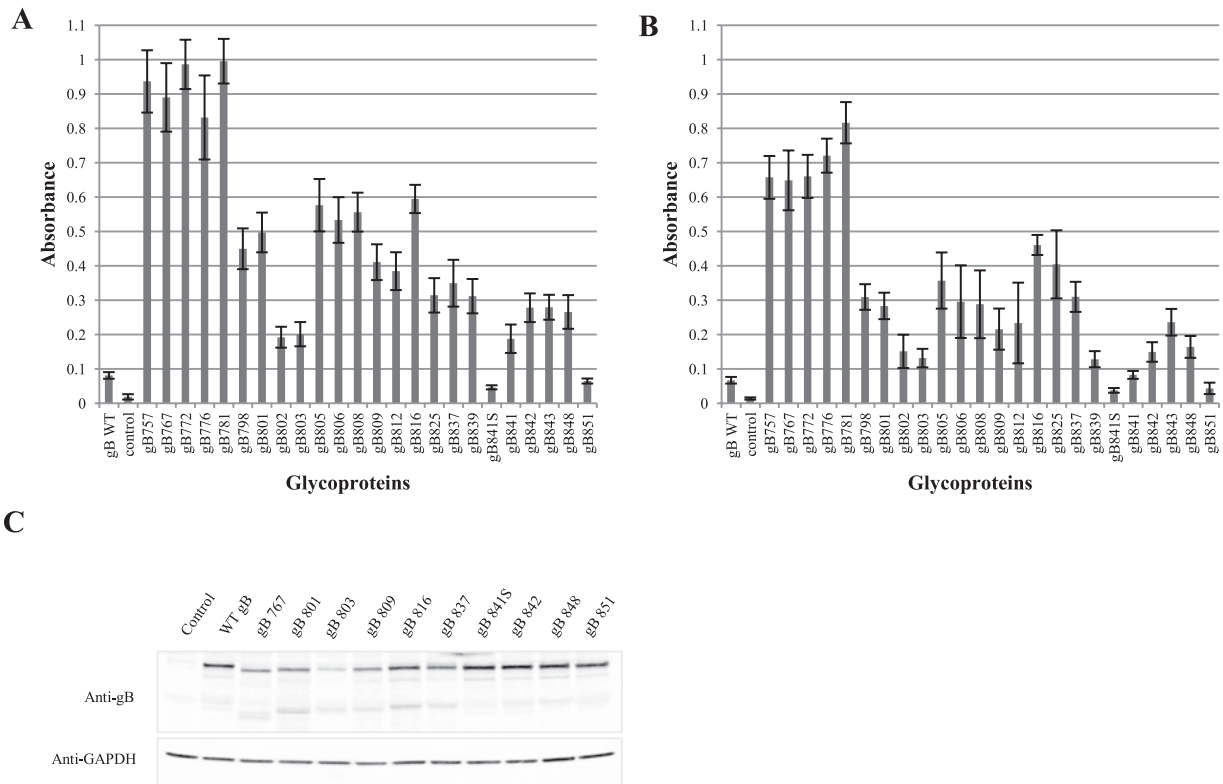 A
1.1
1
0.9
0.8
0.7
0.6
0.5
0.4
0.3
0.2
0.1
0
Absorbance
gB WT
control
gB757
gB767
gB772
gB776
gB781
gB798
gB801
gB802
gB803
gB805
gB806
gB808
gB809
gB812
gB816
gB825
gB837
gB839
gB841S
gB841
gB842
gB843
gB848
gB851
Glycoproteins
B
1.1
1
0.9
0.8
0.7
0.6
0.5
0.4
0.3
0.2
0.1
0
Absorbance
gB WT
control
gB757
gB767
gB772
gB776
gB781
gB798
gB801
gB802
gB803
gB805
gB806
gB808
gB809
gB812
gB816
gB825
gB837
gB839
gB841S
gB841
gB842
gB843
gB848
gB851
Glycoproteins
C
Control
WT gB
gB 767
gB 801
gB 803
gB 809
gB 816
gB 837
gB 841S
gB 842
gB 848
gB 851
Anti-gB
Anti-GAPDH